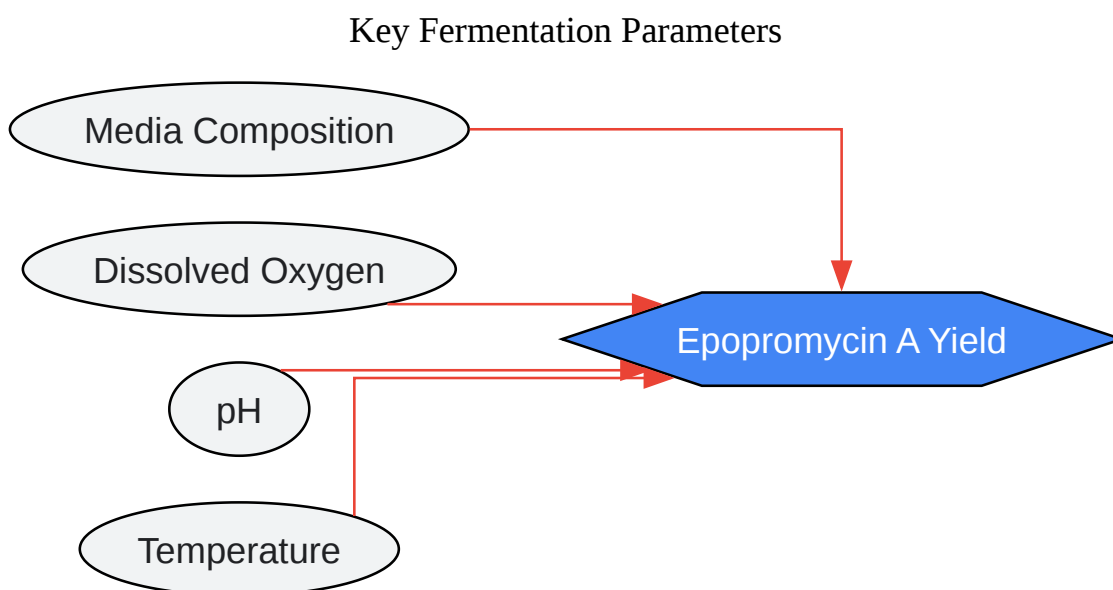 Key Fermentation Parameters
Media Composition
Dissolved Oxygen
Epopromycin A Yield
pH
Temperature